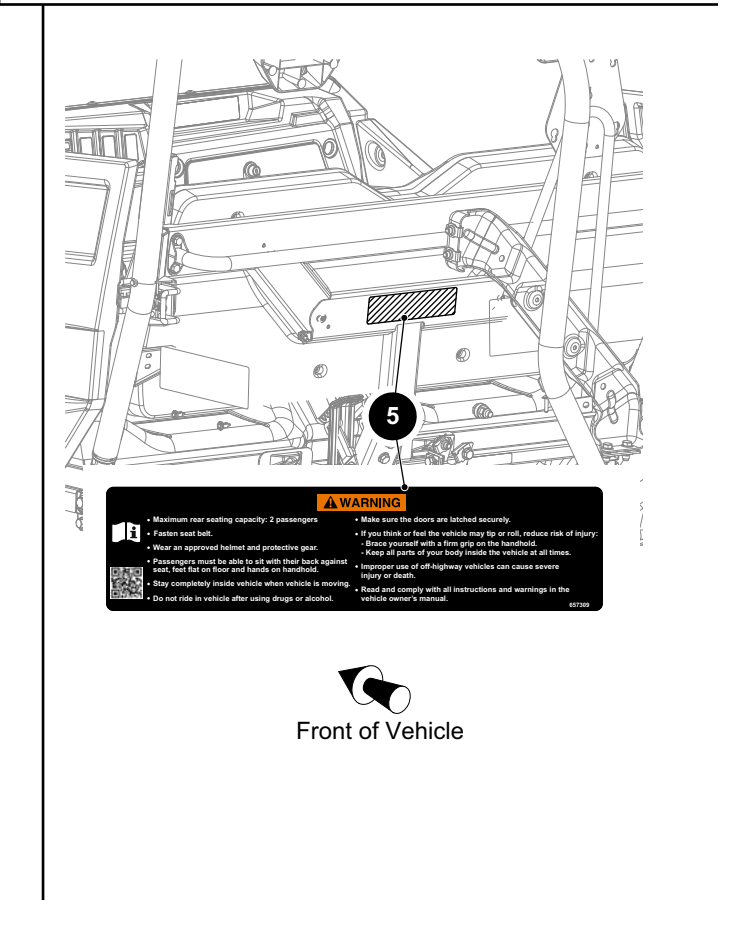 5
WARNING
• Maximum rear seating capacity: 2 passengers
• Fasten seat belt.
• Wear an approved helmet and protective gear.
• Passengers must be able to sit with their back against
seat, feet flat on floor and hands on handhold.
• Stay completely inside vehicle when vehicle is moving.
• Do not ride in vehicle after using drugs or alcohol.
• Make sure the doors are latched securely.
• If you think or feel the vehicle may tip or roll, reduce risk of injury:
- Brace yourself with a firm grip on the handhold.
- Keep all parts of your body inside the vehicle at all times.
• Improper use of off-highway vehicles can cause severe
injury or death.
• Read and comply with all instructions and warnings in the
vehicle owner's manual.
657309
Front of Vehicle